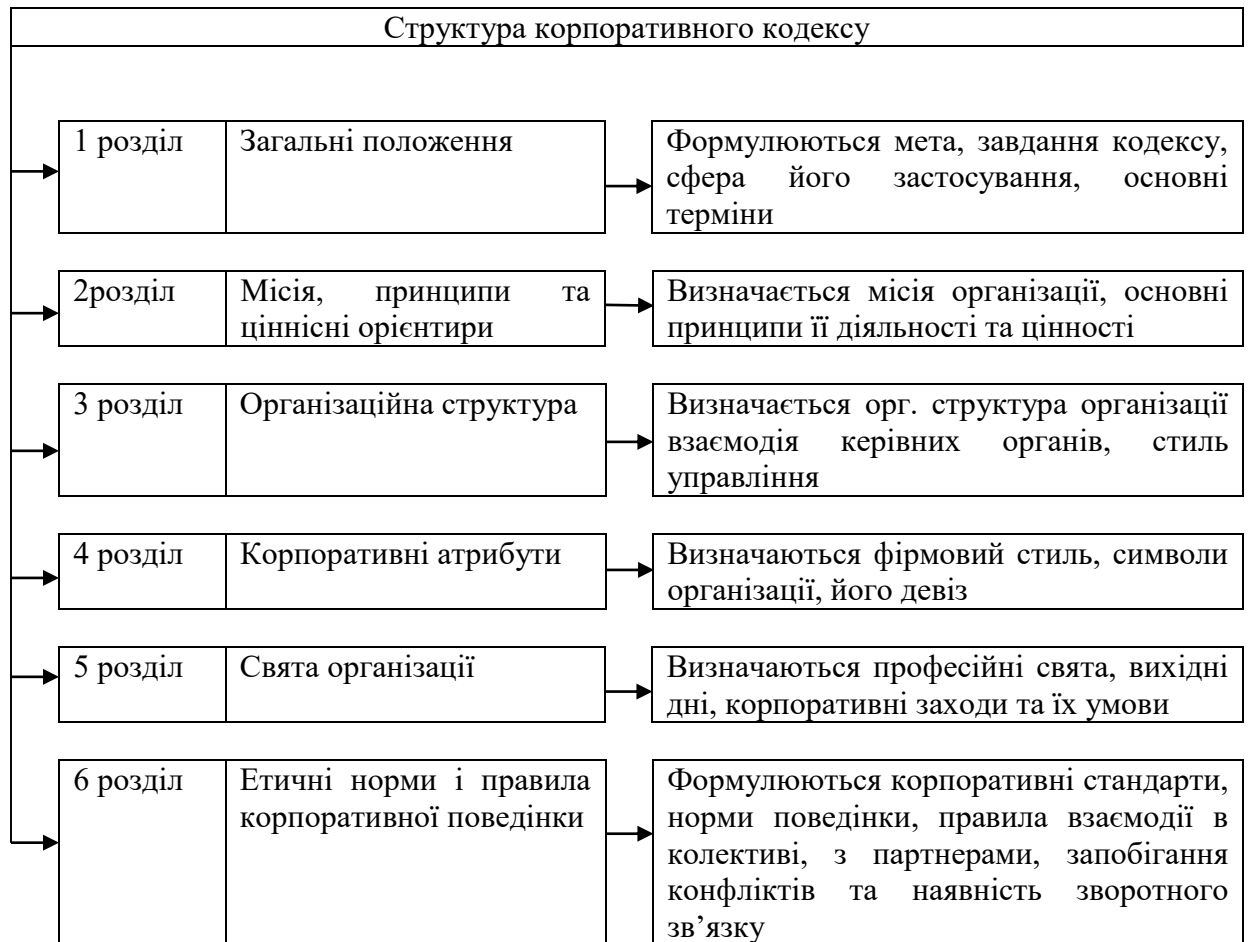 Структура корпоративного кодексу
1 розділ
Загальні положення
Формулюються мета, завдання кодексу,
сфера його застосування, основні
терміни
2розділ
Місія, принципи та
ціннісні орієнтири
Визначається місія організації, основні
принципи її діяльності та цінності
3 розділ
Організаційна структура
Визначається орг. структура організації
взаємодія керівних органів, стиль
управління
4 розділ
Корпоративні атрибути
Визначаються фірмовий стиль, символи
організації, його девіз
5 розділ
Свята організації
Визначаються професійні свята, вихідні
дні, корпоративні заходи та їх умови
6 розділ
Етичні норми і правила
корпоративної поведінки
Формулюються корпоративні стандарти,
норми поведінки, правила взаємодії в
колективі, з партнерами, запобігання
конфліктів та наявність зворотного
зв’язку